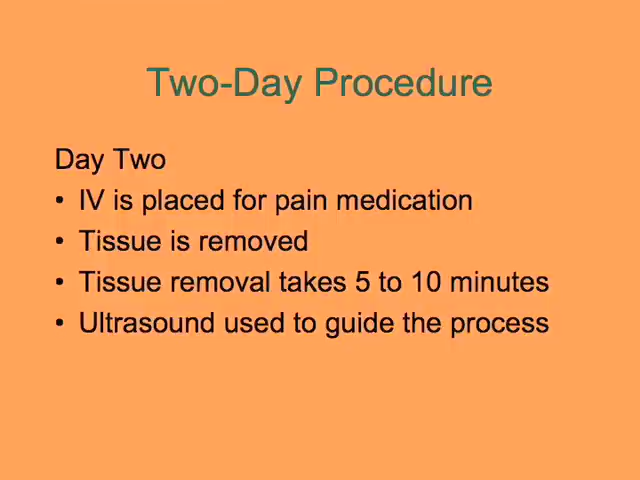 Two-Day Procedure
Day Two
• IV is placed for pain medication
• Tissue is removed
• Tissue removal takes 5 to 10 minutes
• Ultrasound used to guide the process